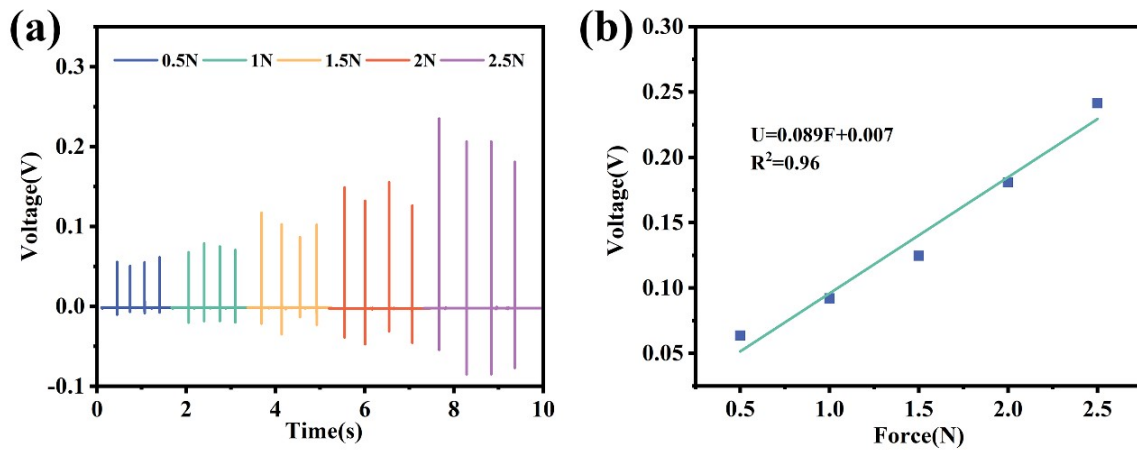 (a)
0.5N 1N 1.5N 2N 2.5N
Voltage(V)
0.3
0.2
0.1
0.0
-0.1
0 2 4 6 8 10
Time(s)
(b)
U=0.089F+0.007
R²=0.96
Voltage(V)
0.30
0.25
0.20
0.15
0.10
0.05
0.5 1.0 1.5 2.0 2.5
Force(N)